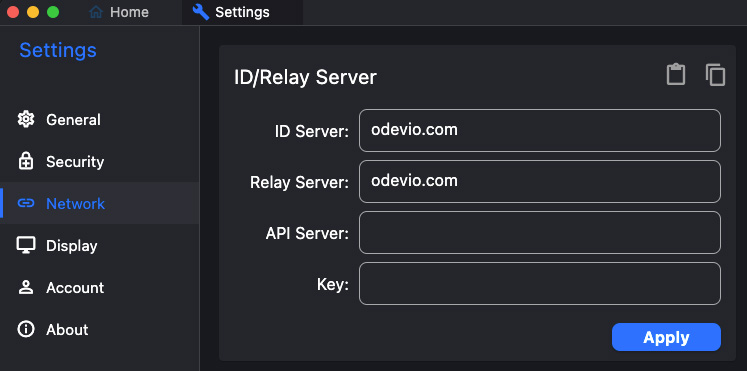 Home
Settings
Settings
General
Security
Network
Display
Account
About
ID/Relay Server
ID Server: odevio.com
Relay Server: odevio.com
API Server:
Key:
Apply